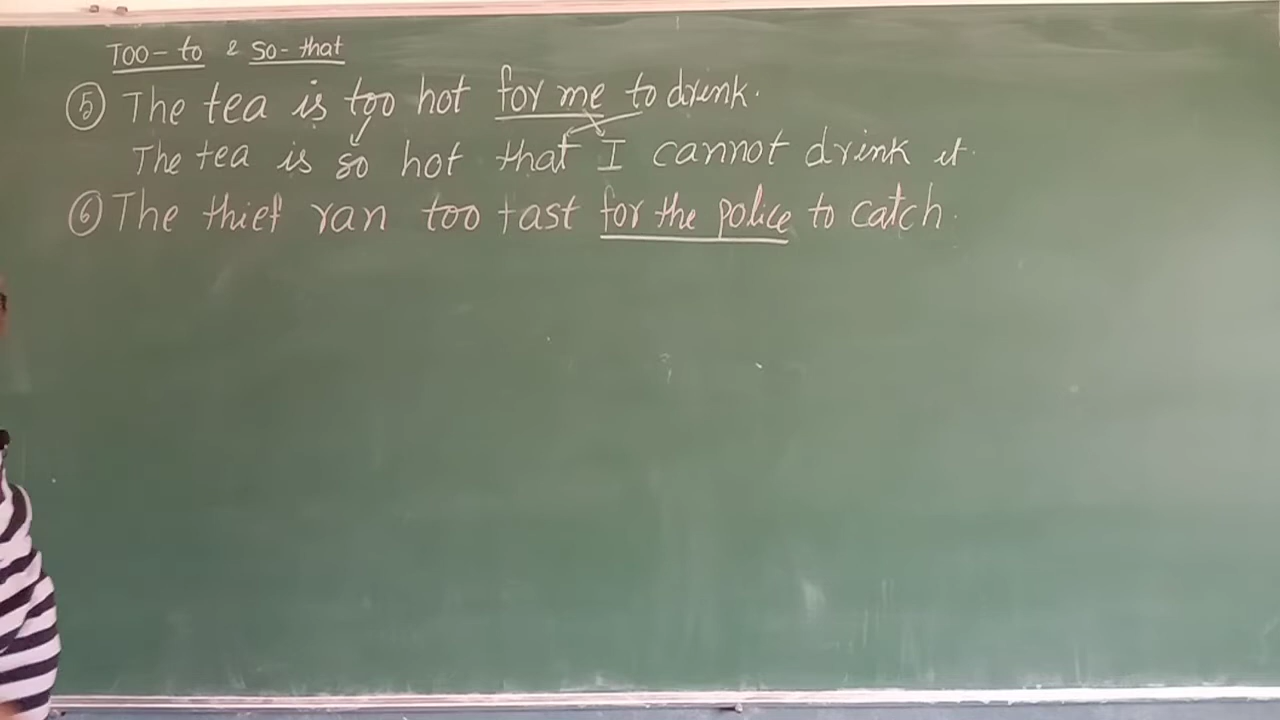 Too-to & So-that
⑤ The tea is too hot for me to drink.
The tea is so hot that I cannot drink it.
⑥ The thief ran too fast for the police to catch.